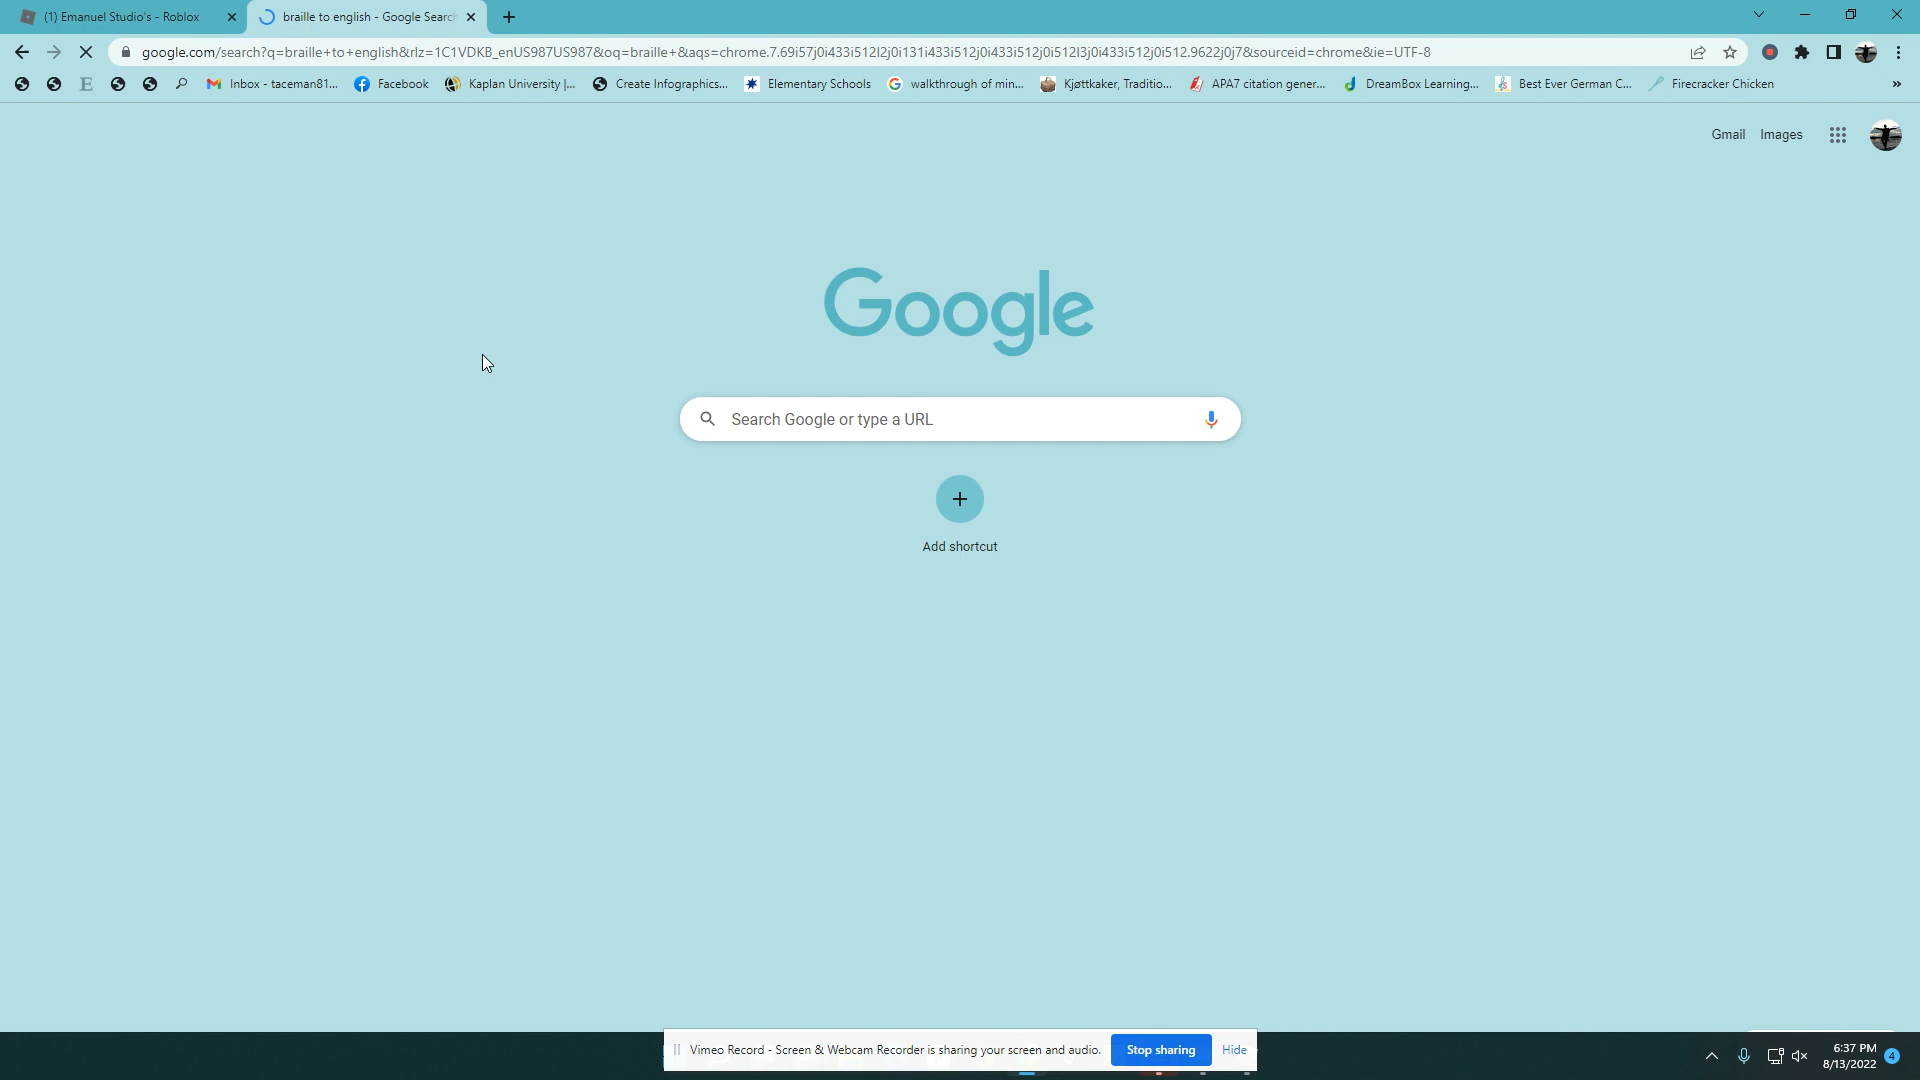 (1) Emanuel Studio's - Roblox
braille to english - Google Search
google.com/search?q=braille+to+english&rlz=1C1VDKB_enUS987US987&oq=braille+&aqs=chrome.7.69i57j0i433i512l2j0i131i433i512j0i433i512j0i512l3j0i433i512j0i512.9622j0j7&sourceid=chrome&ie=UTF-8
Inbox - taceman81...
Facebook
Kaplan University |...
Create Infographics...
Elementary Schools
walkthrough of min...
Kjøttkaker, Traditio...
APA7 citation gener...
DreamBox Learning...
Best Ever German C...
Firecracker Chicken
Gmail
Images
Google
Search Google or type a URL
Add shortcut
Vimeo Record - Screen & Webcam Recorder is sharing your screen and audio.
Stop sharing
Hide
6:37 PM
8/13/2022
4